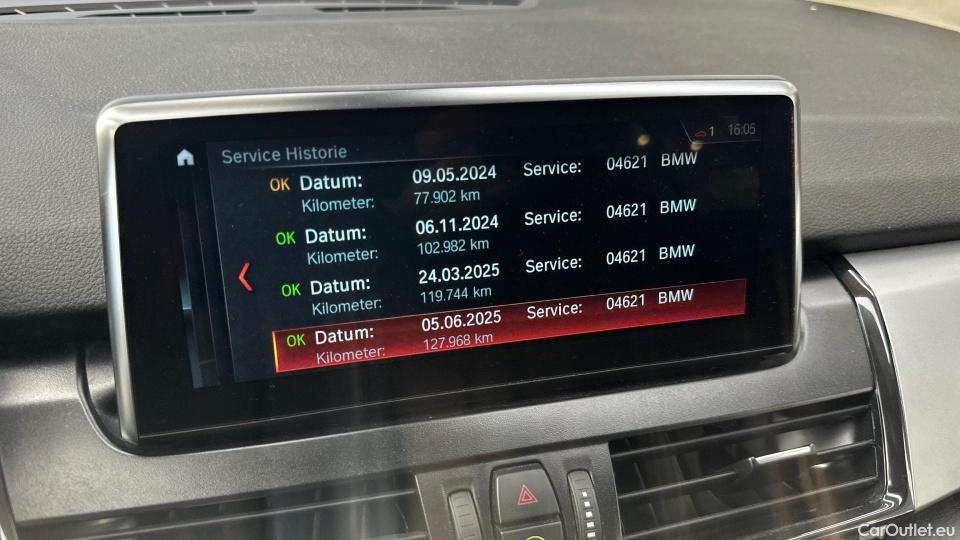 1 16:05
Service Historie
OK Datum: 09.05.2024 Service: 04621 BMW
Kilometer: 77.902 km
OK Datum: 06.11.2024 Service: 04621 BMW
Kilometer: 102.982 km
OK Datum: 24.03.2025 Service: 04621 BMW
Kilometer: 119.744 km
OK Datum: 05.06.2025 Service: 04621 BMW
Kilometer: 127.968 km
CarOutlet.eu